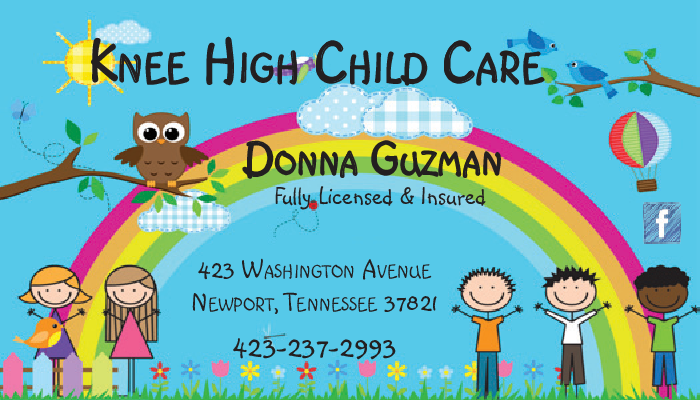 Knee High Child Care
Donna Guzman
Fully Licensed & Insured
f
423 Washington Avenue
Newport, Tennessee 37821
423-237-2993